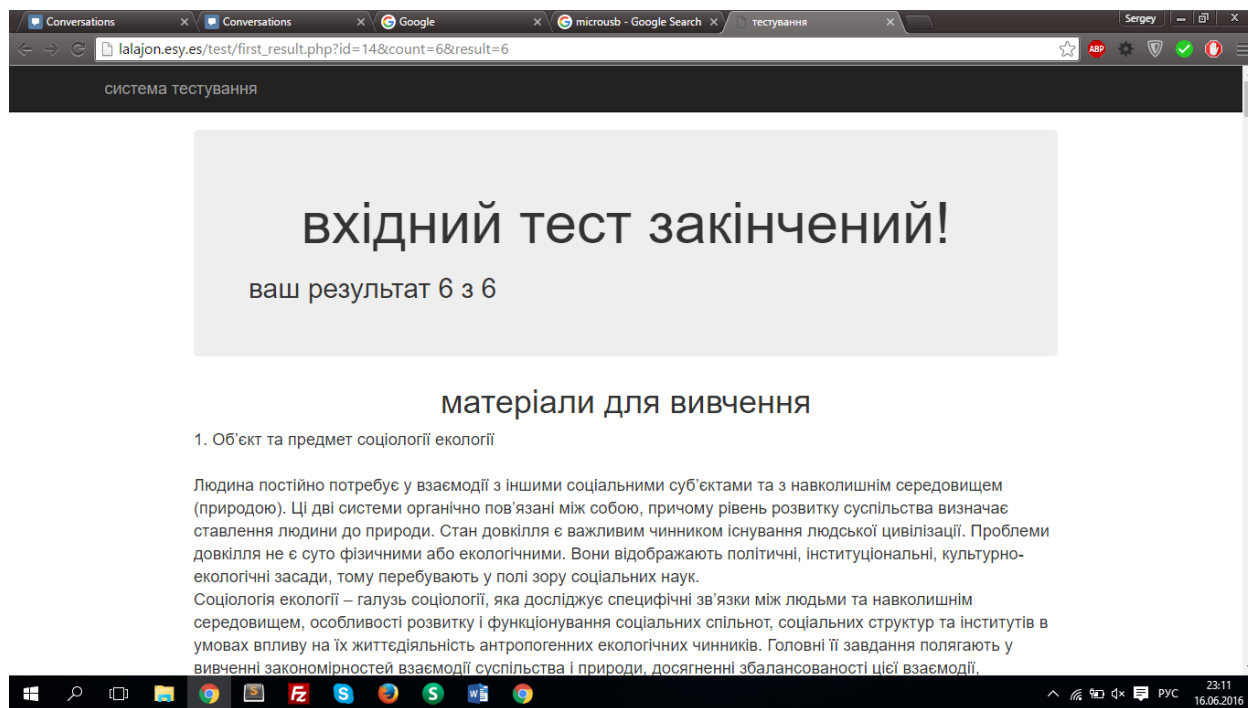 Conversations
Conversations
Google
microusb - Google Search
тестування
Sergey
lalajon.esy.es/test/first_result.php?id=14&count=6&result=6
ABP
система тестування
вхідний тест закінчений!
ваш результат 6 з 6
матеріали для вивчення
1. Об’єкт та предмет соціології екології
Людина постійно потребує у взаємодії з іншими соціальними суб’єктами та з навколишнім середовищем
(природою). Ці дві системи органічно пов’язані між собою, причому рівень розвитку суспільства визначає
ставлення людини до природи. Стан довкілля є важливим чинником існування людської цивілізації. Проблеми
довкілля не є суто фізичними або екологічними. Вони відображають політичні, інституціональні, культурно-
екологічні засади, тому перебувають у полі зору соціальних наук.
Соціологія екології – галузь соціології, яка досліджує специфічні зв’язки між людьми та навколишнім
середовищем, особливості розвитку і функціонування соціальних спільнот, соціальних структур та інститутів в
умовах впливу на їх життєдіяльність антропогенних екологічних чинників. Головні її завдання полягають у
вивченні закономірностей взаємодії суспільства і природи, досягненні збалансованості цієї взаємодії,
РУС
23:11
16.06.2016